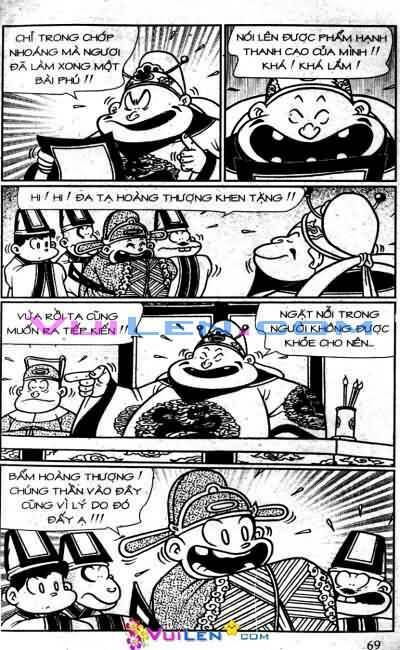 CHỈ TRONG CHỚP
NHOÁNG MÀ NGƯƠI
ĐÃ LÀM XONG MỘT
BÀI PHÚ !!
NÓI LÊN ĐƯỢC PHẨM HẠNH
THANH CAO CỦA MÌNH !!
KHÁ ! KHÁ LẮM !
HI ! HI ! ĐA TẠ HOÀNG THƯỢNG KHEN TẶNG !!
VỪA RỒI TA CŨNG
MUỐN RA TIẾP KIẾN !!
NGẶT NỖI TRONG
NGƯỜI KHÔNG ĐƯỢC
KHỎE CHO NÊN..
VUILEN.COM
BẨM HOÀNG THƯỢNG !
CHÚNG THẦN VÀO ĐÂY
CŨNG VÌ LÝ DO ĐÓ
ĐẤY Ạ !!!
69
VUILEN.COM